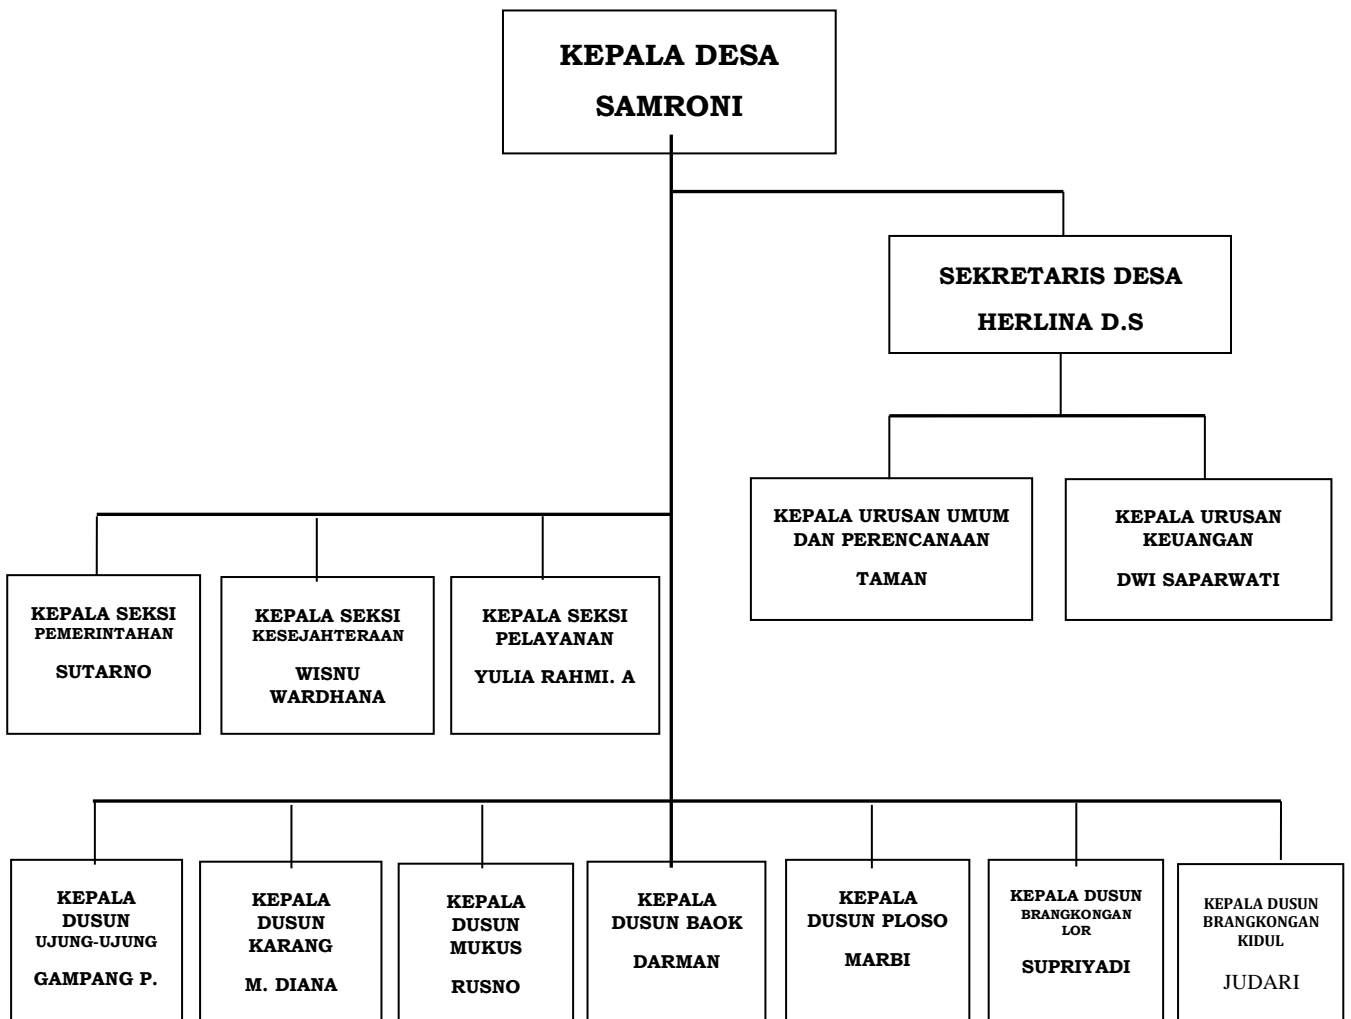 KEPALA DESA
SAMRONI
SEKRETARIS DESA
HERLINA D.S
KEPALA URUSAN UMUM
DAN PERENCANAAN
TAMAN
KEPALA URUSAN
KEUANGAN
DWI SAPARWATI
KEPALA SEKSI
PEMERINTAHAN
SUTARNO
KEPALA SEKSI
KESEJAHTERAAN
WISNU
WARDHANA
KEPALA SEKSI
PELAYANAN
YULIA RAHMI. A
KEPALA
DUSUN
UJUNG-UJUNG
GAMPANG P.
KEPALA
DUSUN
KARANG
M. DIANA
KEPALA
DUSUN
MUKUS
RUSNO
KEPALA
DUSUN BAOK
DARMAN
KEPALA
DUSUN PLOSO
MARBI
KEPALA DUSUN
BRANGKONGAN
LOR
SUPRIYADI
KEPALA DUSUN
BRANGKONGAN
KIDUL
JUDARI